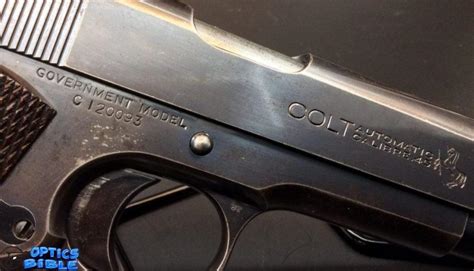 GOVERNMENT MODEL
C 120093
COLT AUTOMATIC
CALIBRE .45
OPTICS
BIBLE